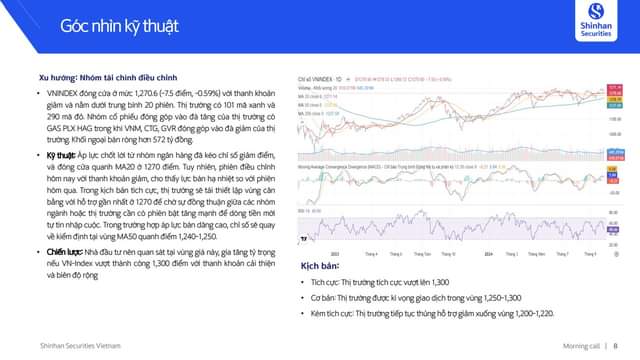 Góc nhìn kỹ thuật
Shinhan
Securities
Xu hướng: Nhóm tài chính điều chỉnh
• VNINDEX đóng cửa ở mức 1,270.6 (-7.5 điểm, -0.59%) với thanh khoản
giảm và nằm dưới trung bình 20 phiên. Thị trường có 101 mã xanh và
290 mã đỏ. Nhóm cổ phiếu đóng góp vào đà tăng của thị trường có
GAS PLX HAG trong khi VNM, CTG, GVR đóng góp vào đà giảm của thị
trường. Khối ngoại bán ròng hơn 572 tỷ đồng.
• Kỹ thuật: Áp lực chốt lời từ nhóm ngân hàng đã kéo chỉ số giảm điểm,
và đóng cửa quanh MA20 ở 1270 điểm. Tuy nhiên, phiên điều chỉnh
hôm nay với thanh khoản giảm, cho thấy lực bán hạ nhiệt so với phiên
hôm qua. Trong kịch bản tích cực, thị trường sẽ tái thiết lập vùng cân
bằng với hỗ trợ gần nhất ở 1270 để chờ sự đồng thuận giữa các nhóm
ngành hoặc thị trường cần có phiên bật tăng mạnh để dòng tiền mới
tự tin nhập cuộc. Trong trường hợp áp lực bán dâng cao, chỉ số sẽ quay
về kiểm định tại vùng MA50 quanh điểm 1,240-1,250.
• Chiến lược: Nhà đầu tư nên quan sát tại vùng giá này, gia tăng tỷ trọng
nếu VN-Index vượt thành công 1,300 điểm với thanh khoản cải thiện
và biên độ rộng
Chỉ số VNINDEX · 1D
2023
Tháng 4
2024
Kịch bản:
• Tích cực: Thị trường tích cực vượt lên 1,300
• Cơ bản: Thị trường được kì vọng giao dịch trong vùng 1,250-1,300
• Kém tích cực: Thị trường tiếp tục thủng hỗ trợ giảm xuống vùng 1,200-1,220.
Shinhan Securities Vietnam
Morning call | 8